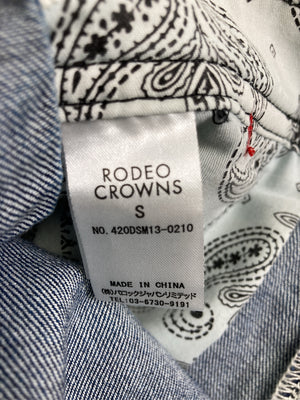 RODEO
CROWNS
S
NO. 420DSM13-0210
MADE IN CHINA
(株)バロックジャパンリミテッド
TEL: 03-6730-9191